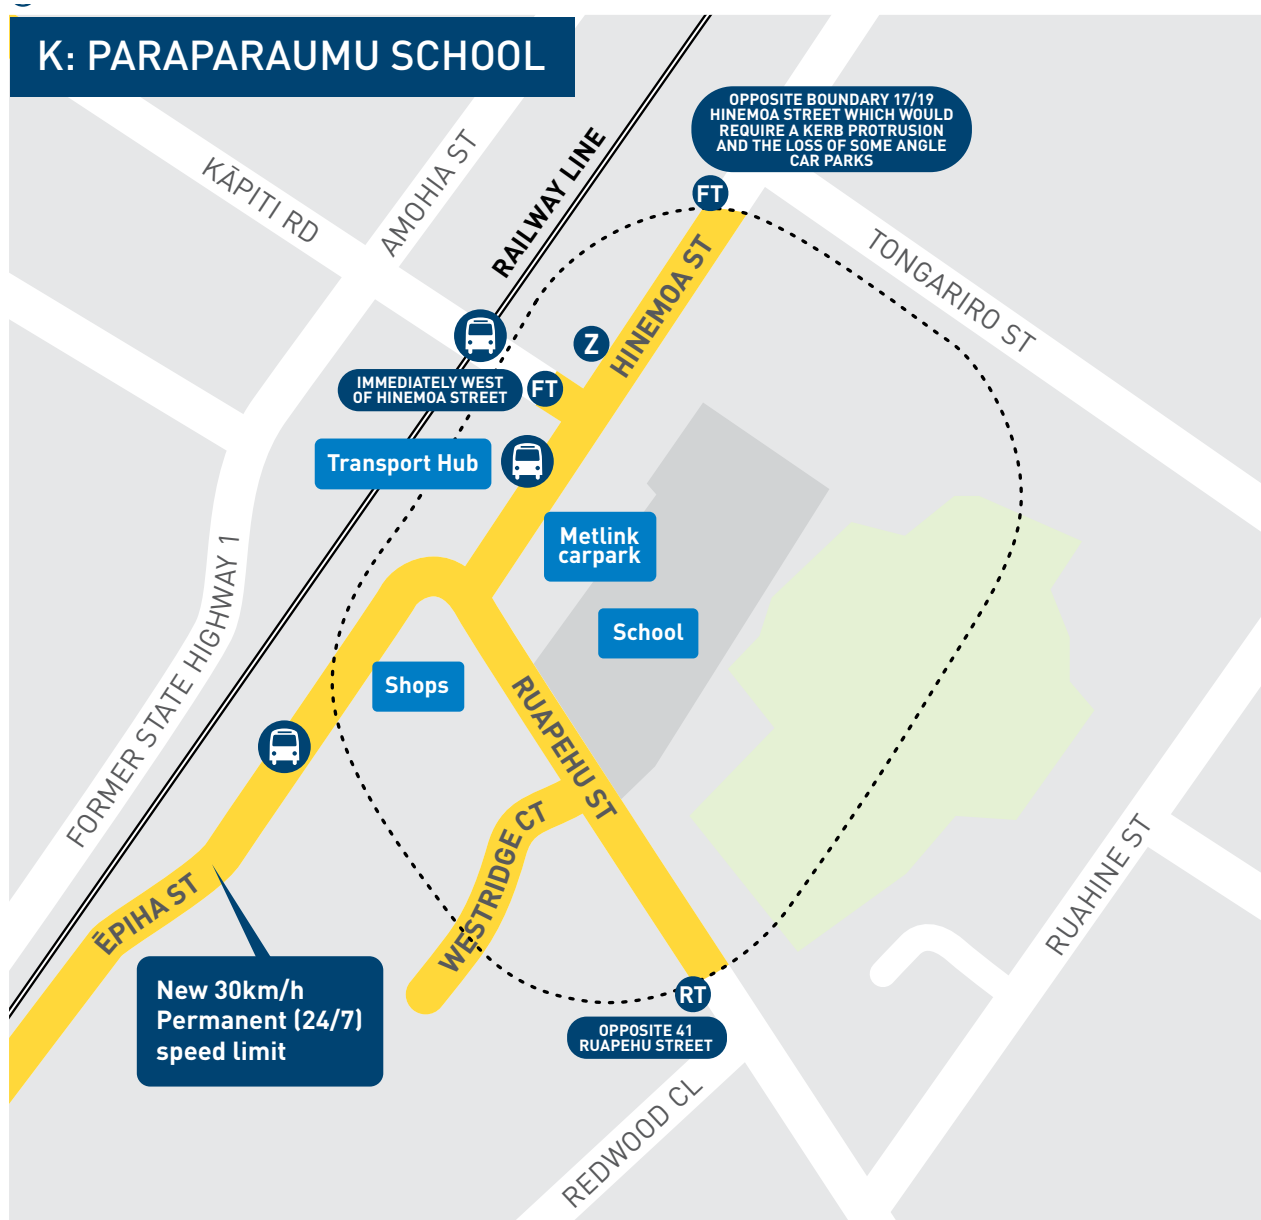 K: PARAPARAUMU SCHOOL
OPPOSITE BOUNDARY 17/19
HINEMOA STREET WHICH WOULD
REQUIRE A KERB PROTRUSION
AND THE LOSS OF SOME ANGLE
CAR PARKS
FT
KĀPITI RD
AMOHIA ST
RAILWAY LINE
HINEMOA ST
TONGARIRO ST
Z
IMMEDIATELY WEST
OF HINEMOA STREET
FT
Transport Hub
Metlink
carpark
School
Shops
FORMER STATE HIGHWAY 1
RUAPEHU ST
WESTRIDGE CT
ĒPIHA ST
RUAHINE ST
New 30km/h
Permanent (24/7)
speed limit
RT
OPPOSITE 41
RUAPEHU STREET
REDWOOD CL